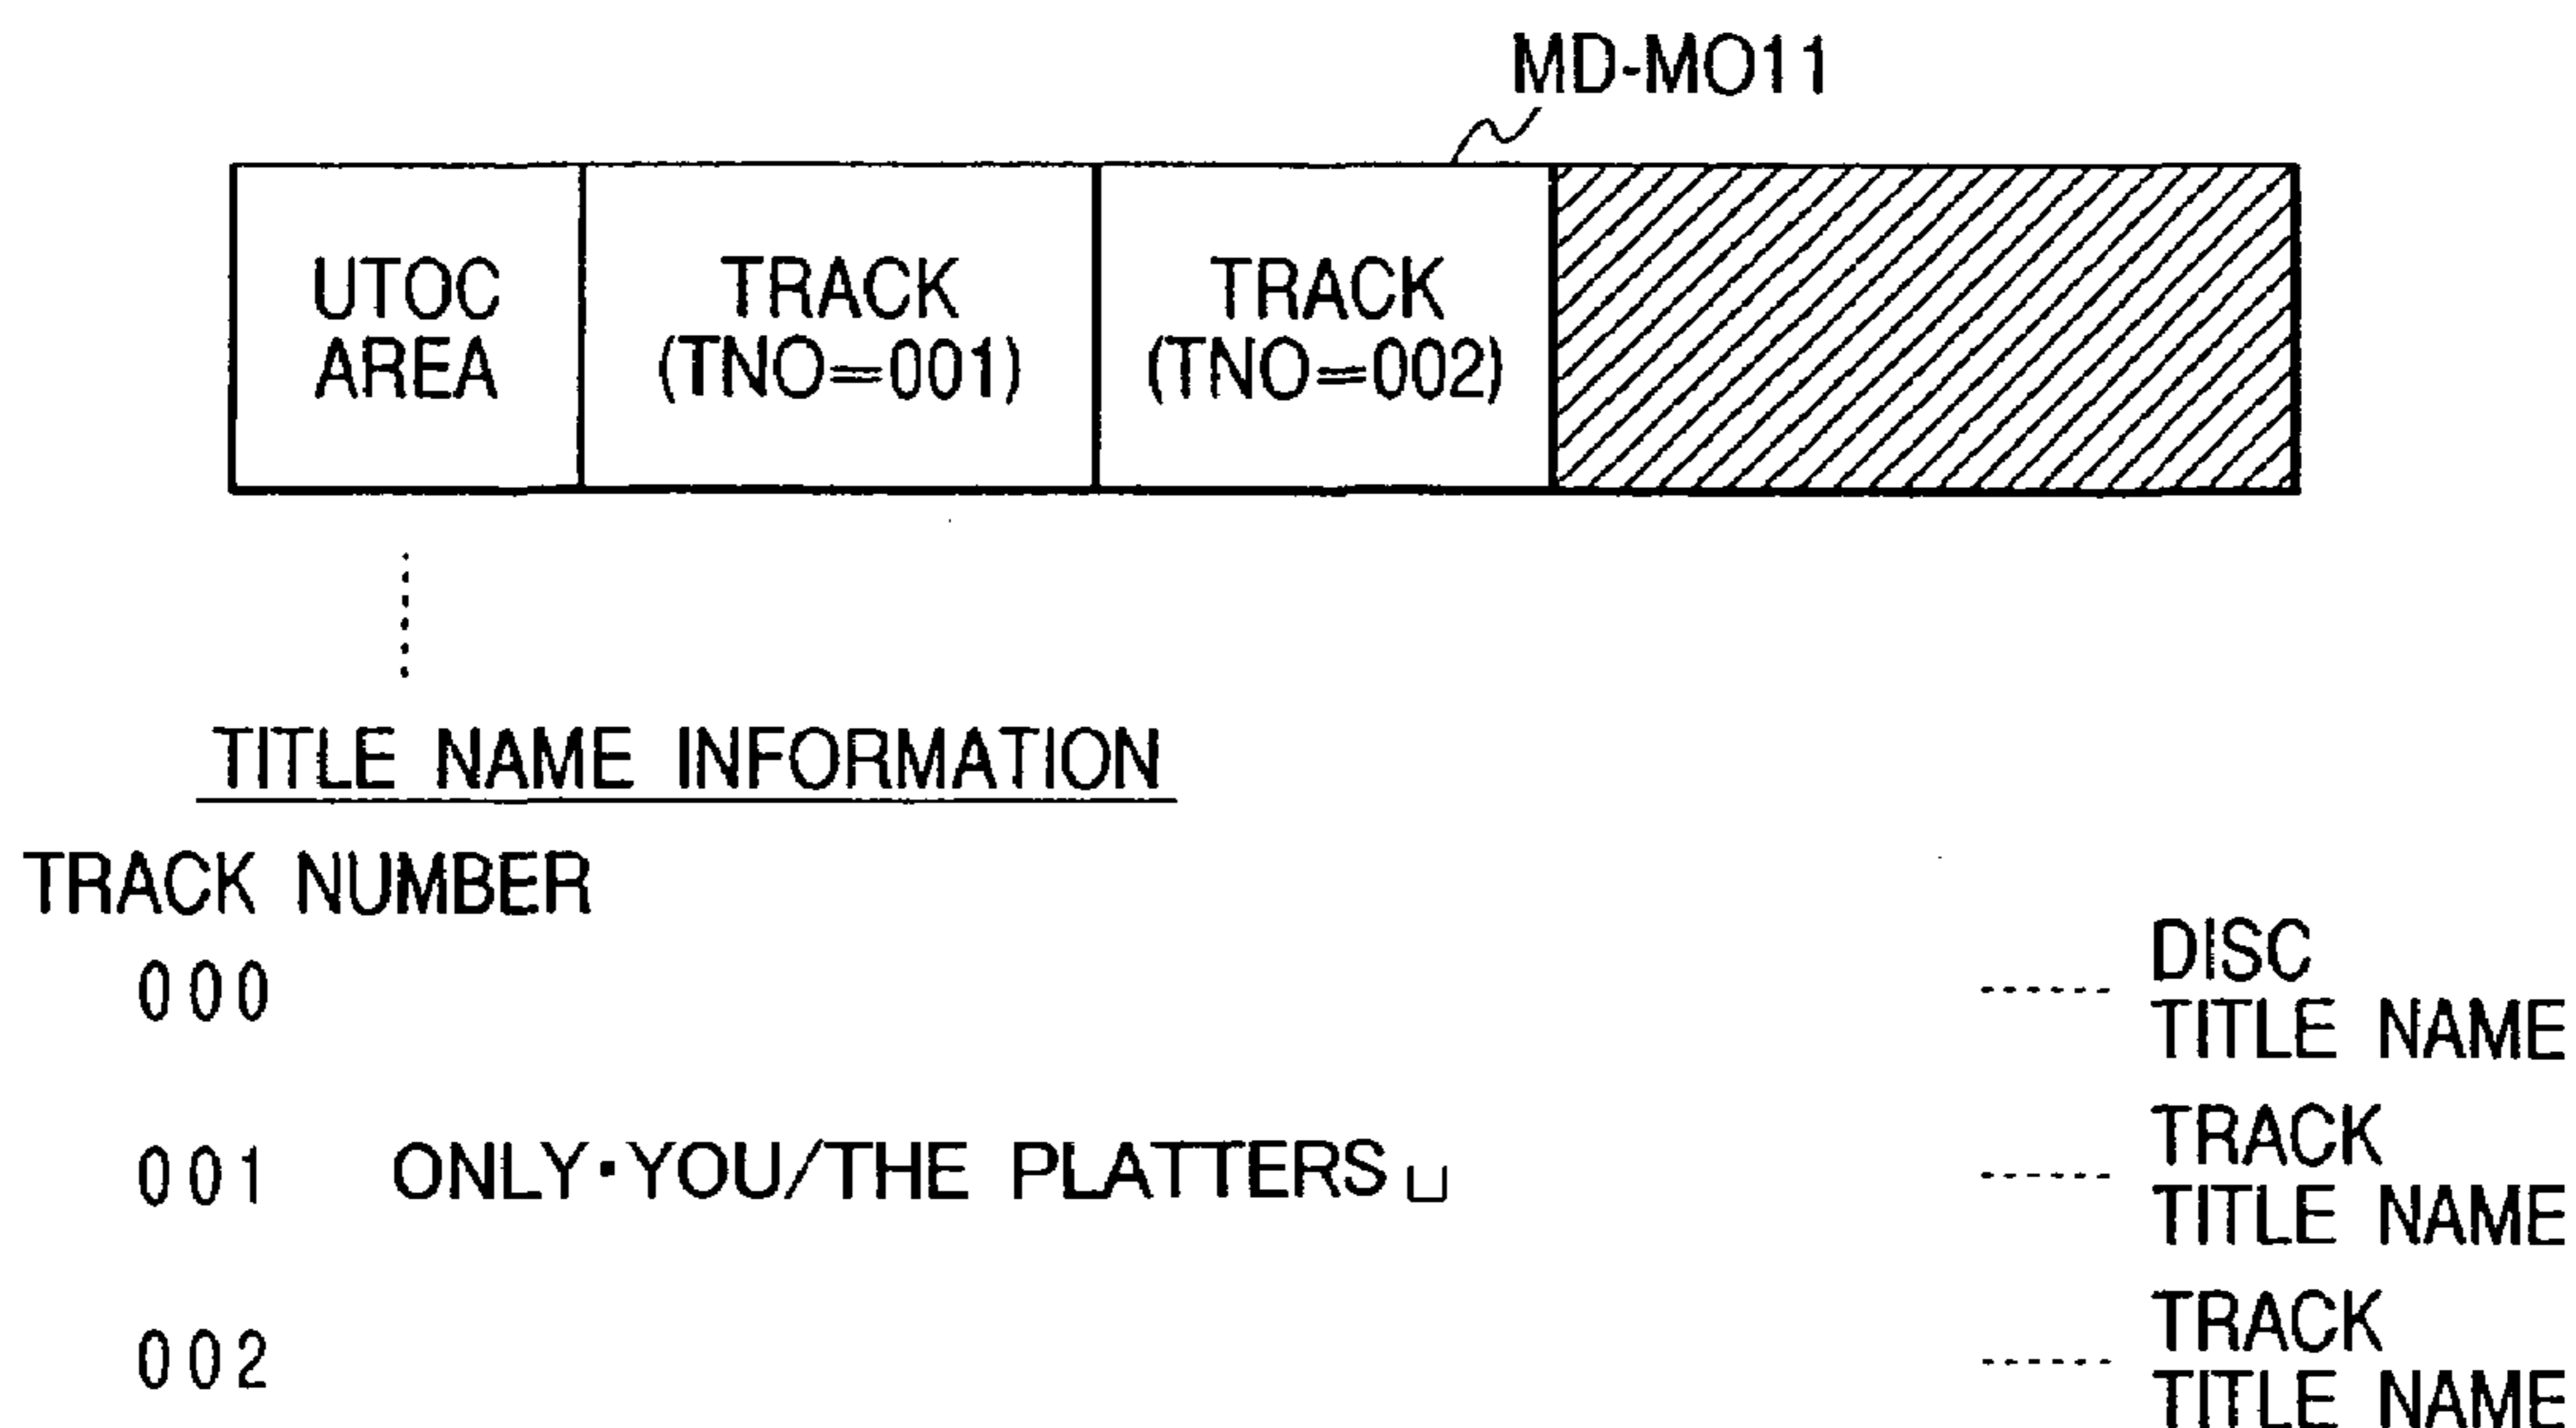 MD-MO11
UTOC
AREA
TRACK
(TNO=001)
TRACK
(TNO=002)
TITLE NAME INFORMATION
TRACK NUMBER
000
DISC
TITLE NAME
001 ONLY・YOU/THE PLATTERS␣
TRACK
TITLE NAME
002
TRACK
TITLE NAME